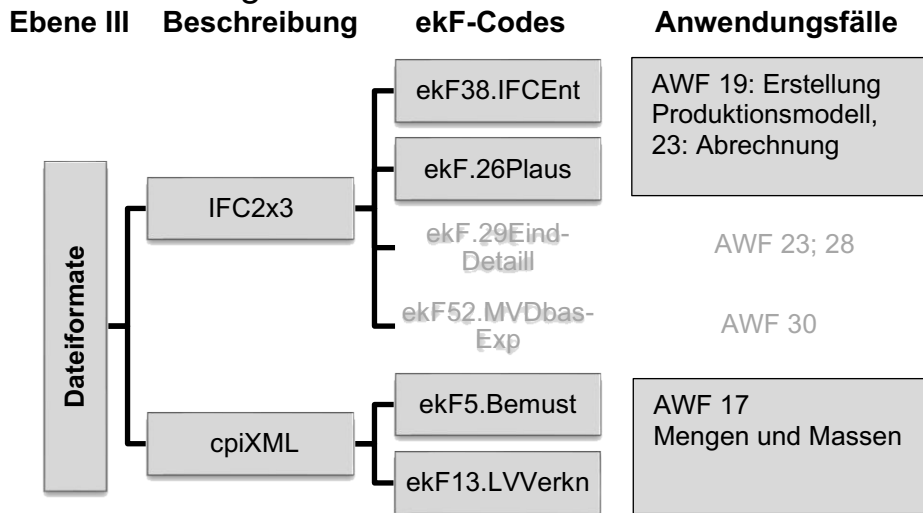 Ebene III Beschreibung ekF-Codes Anwendungsfälle
Dateiformate
IFC2x3
ekF38.IFCEnt
ekF.26Plaus
ekF.29Eind-
Detaill
ekF52.MVDbas-
Exp
AWF 19: Erstellung
Produktionsmodell,
23: Abrechnung
AWF 23; 28
AWF 30
cpiXML
ekF5.Bemust
ekF13.LVVerkn
AWF 17
Mengen und Massen